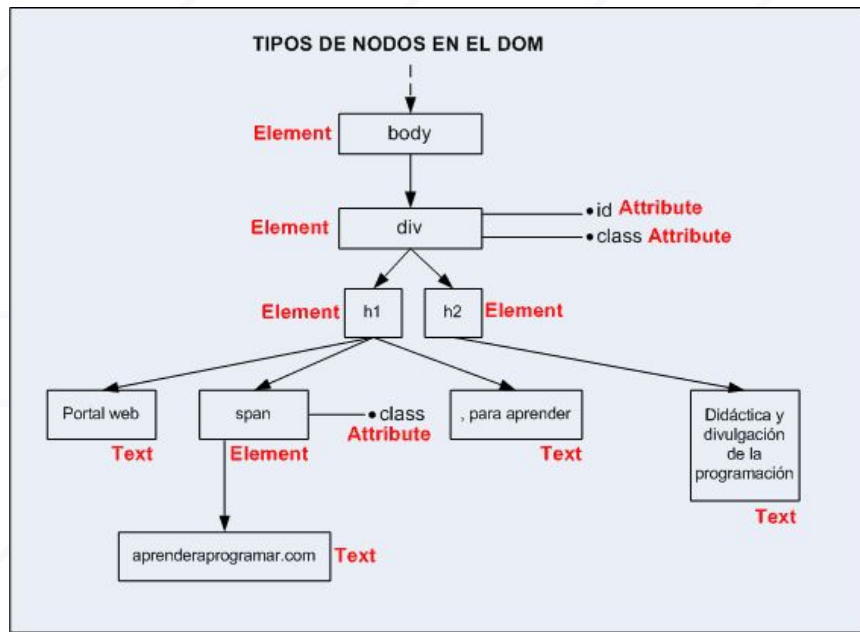 TIPOS DE NODOS EN EL DOM
Element
body
Element
div
•id Attribute
•class Attribute
Element
h1
h2
Element
Portal web
Text
span
Element
•class
Attribute
, para aprender
Text
Didáctica y
divulgación
de la
programación
Text
aprenderaprogramar.com
Text